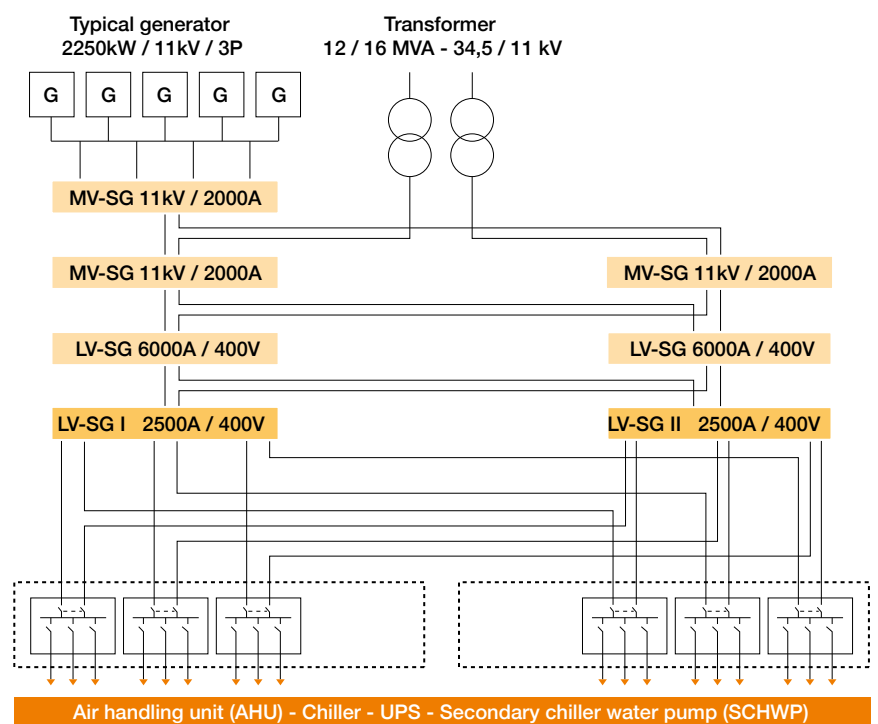 Typical generator
2250kW / 11kV / 3P
Transformer
12 / 16 MVA - 34,5 / 11 kV
G G G G G
MV-SG 11kV / 2000A
MV-SG 11kV / 2000A
MV-SG 11kV / 2000A
LV-SG 6000A / 400V
LV-SG 6000A / 400V
LV-SG I 2500A / 400V
LV-SG II 2500A / 400V
Air handling unit (AHU) - Chiller - UPS - Secondary chiller water pump (SCHWP)